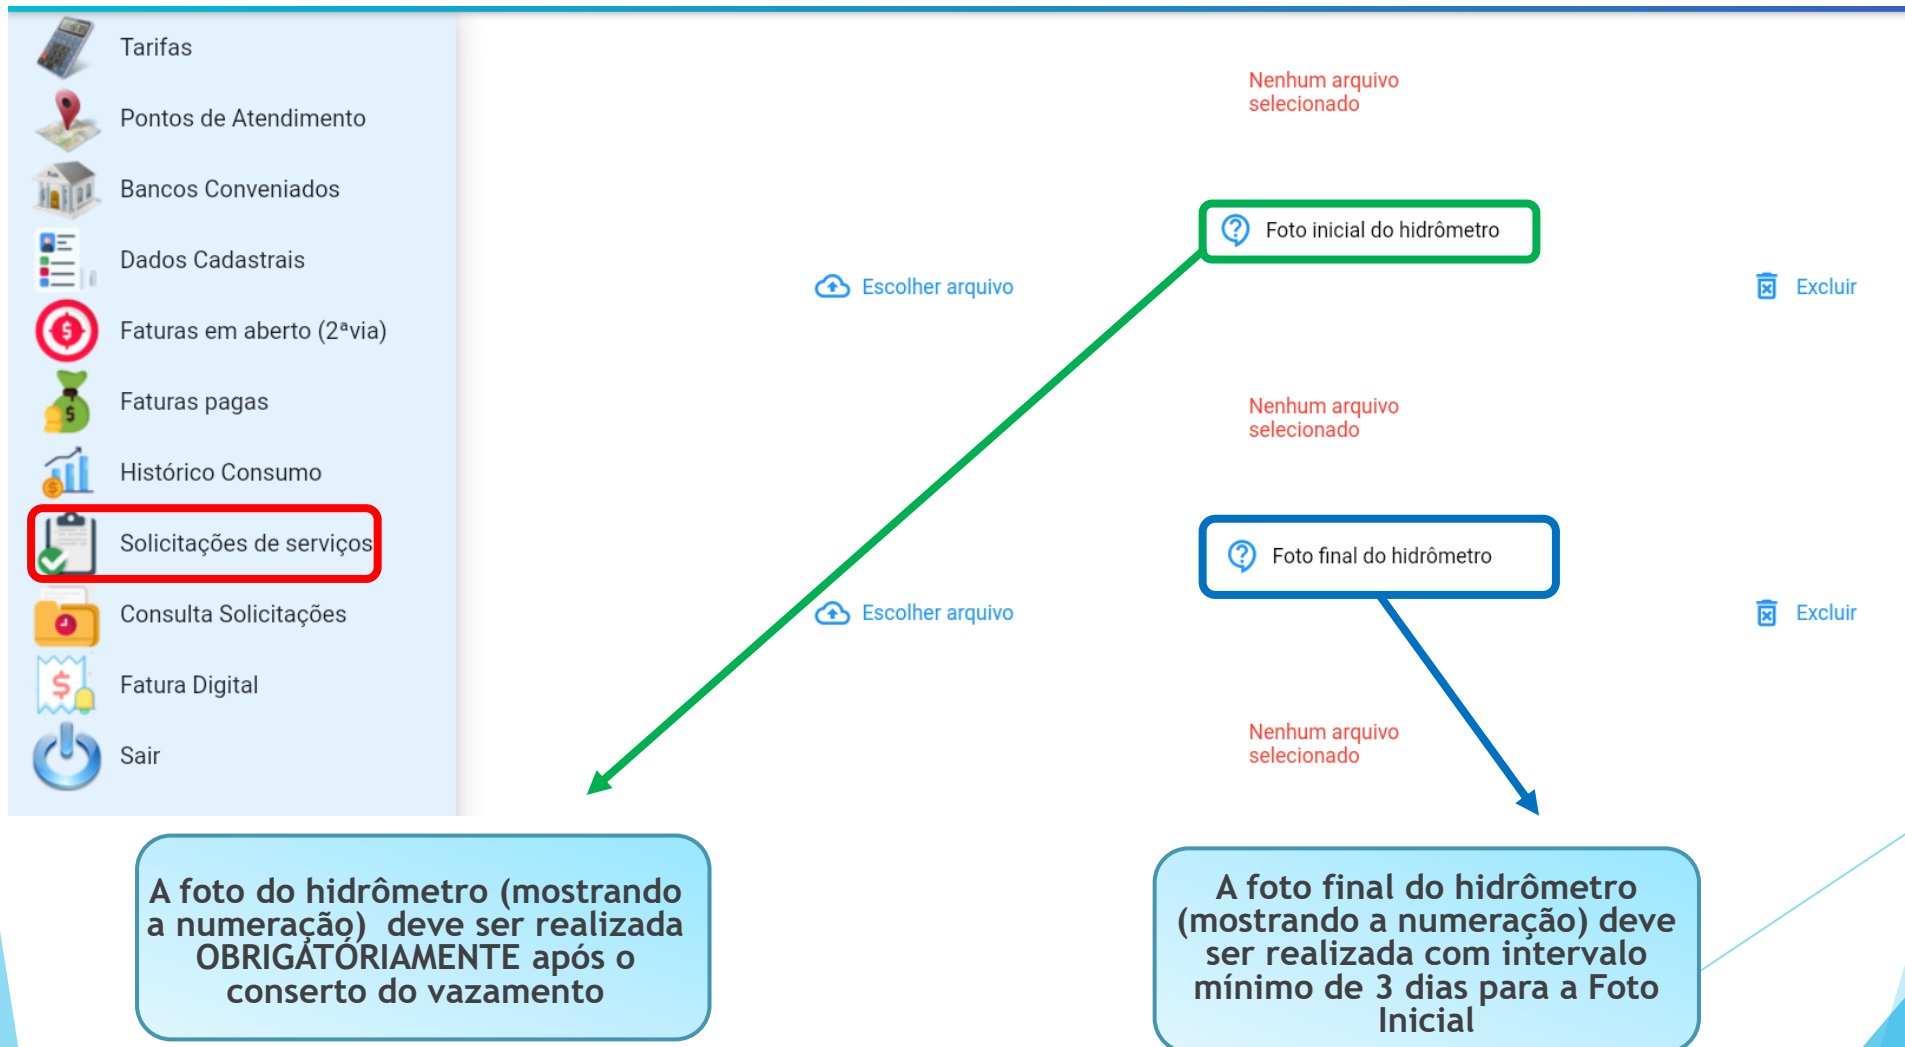 Tarifas
Pontos de Atendimento
Bancos Conveniados
Dados Cadastrais
Faturas em aberto (2ªvia)
Faturas pagas
Histórico Consumo
Solicitações de serviços
Consulta Solicitações
Fatura Digital
Sair
Nenhum arquivo
selecionado
Foto inicial do hidrômetro
Escolher arquivo
Excluir
Nenhum arquivo
selecionado
Foto final do hidrômetro
Escolher arquivo
Excluir
Nenhum arquivo
selecionado
A foto do hidrômetro (mostrando
a numeração) deve ser realizada
OBRIGATÓRIAMENTE após o
conserto do vazamento
A foto final do hidrômetro
(mostrando a numeração) deve
ser realizada com intervalo
mínimo de 3 dias para a Foto
Inicial